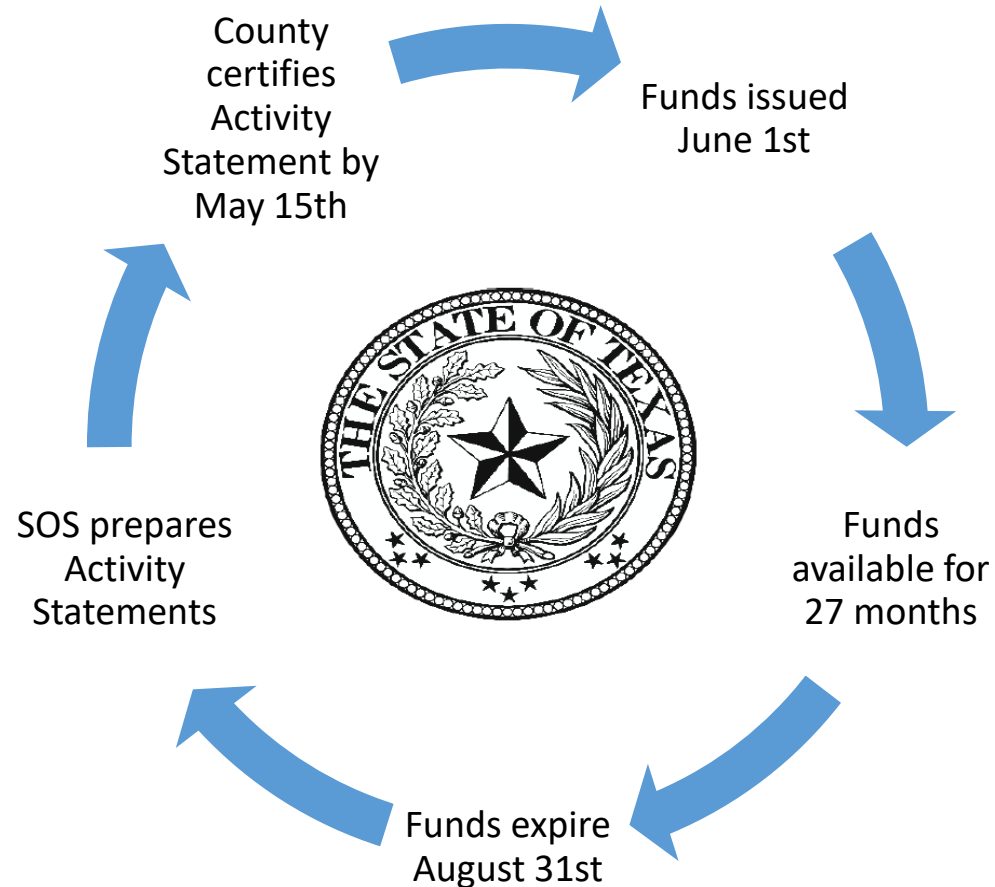 County
certifies
Activity
Statement by
May 15th
Funds issued
June 1st
Funds
available for
27 months
Funds expire
August 31st
SOS prepares
Activity
Statements
THE STATE OF TEXAS